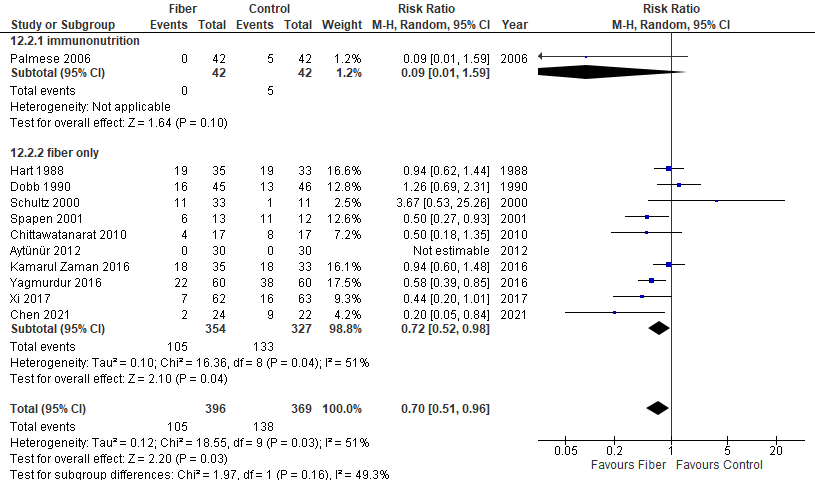 Fiber Control Risk Ratio Risk Ratio
Study or Subgroup Events Total Events Total Weight M-H, Random, 95% CI Year M-H, Random, 95% CI
12.2.1 immunonutrition
Palmese 2006 0 42 5 42 1.2% 0.09 [0.01, 1.59] 2006
Subtotal (95% CI) 42 42 1.2% 0.09 [0.01, 1.59]
Total events 0 5
Heterogeneity: Not applicable
Test for overall effect: Z = 1.64 (P = 0.10)
12.2.2 fiber only
Hart 1988 19 35 19 33 16.6% 0.94 [0.62, 1.44] 1988
Dobb 1990 16 45 13 46 12.8% 1.26 [0.69, 2.31] 1990
Schultz 2000 11 33 1 11 2.4% 3.67 [0.53, 25.26] 2000
Spapen 2001 6 13 11 12 12.5% 0.50 [0.27, 0.93] 2001
Chittawatanarat 2010 4 17 8 17 7.2% 0.50 [0.18, 1.35] 2010
Aytünür 2012 0 30 0 30 Not estimable 2012
Kamarul Zaman 2016 18 35 18 33 16.1% 0.94 [0.60, 1.48] 2016
Yagmurdur 2016 22 60 38 60 17.5% 0.58 [0.39, 0.85] 2016
Xi 2017 7 62 16 63 9.3% 0.44 [0.20, 1.01] 2017
Chen 2021 2 24 9 22 4.2% 0.20 [0.05, 0.84] 2021
Subtotal (95% CI) 354 327 98.8% 0.72 [0.52, 0.98]
Total events 105 133
Heterogeneity: Tau² = 0.10; Chi² = 16.36, df = 8 (P = 0.04); I² = 51%
Test for overall effect: Z = 2.10 (P = 0.04)
Total (95% CI) 396 369 100.0% 0.70 [0.51, 0.96]
Total events 105 138
Heterogeneity: Tau² = 0.12; Chi² = 18.55, df = 9 (P = 0.03); I² = 51%
Test for overall effect: Z = 2.20 (P = 0.03)
Test for subgroup differences: Chi² = 1.97, df = 1 (P = 0.16), I² = 49.3%
0.05 0.2 1 5 20
Favours Fiber Favours Control